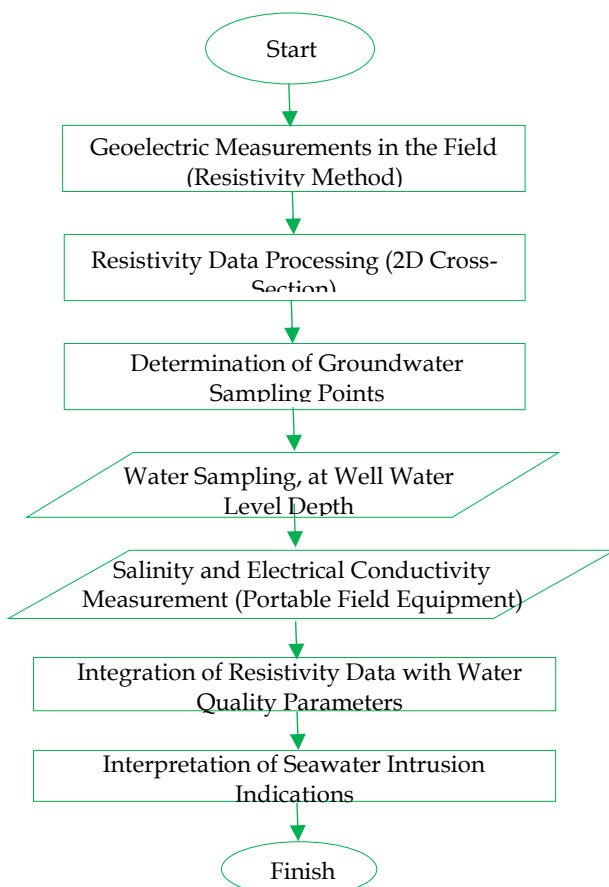 Start
Geoelectric Measurements in the Field
(Resistivity Method)
Resistivity Data Processing (2D Cross-
Section)
Determination of Groundwater
Sampling Points
Water Sampling, at Well Water
Level Depth
Salinity and Electrical Conductivity
Measurement (Portable Field Equipment)
Integration of Resistivity Data with Water
Quality Parameters
Interpretation of Seawater Intrusion
Indications
Finish